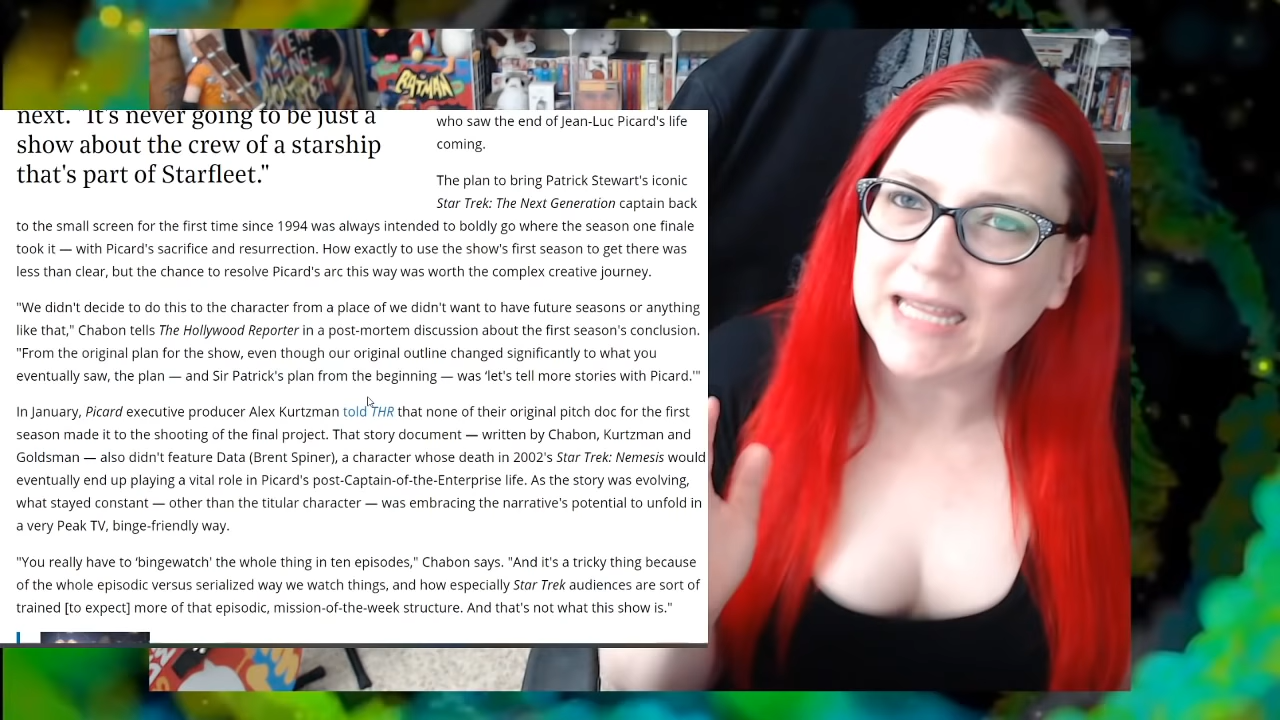 RATMAN
next. "It's never going to be just a
show about the crew of a starship
that's part of Starfleet."
who saw the end of Jean-Luc Picard's life
coming.
The plan to bring Patrick Stewart's iconic
Star Trek: The Next Generation captain back
to the small screen for the first time since 1994 was always intended to boldly go where the season one finale
took it — with Picard's sacrifice and resurrection. How exactly to use the show's first season to get there was
less than clear, but the chance to resolve Picard's arc this way was worth the complex creative journey.
"We didn't decide to do this to the character from a place of we didn't want to have future seasons or anything
like that," Chabon tells The Hollywood Reporter in a post-mortem discussion about the first season's conclusion.
"From the original plan for the show, even though our original outline changed significantly to what you
eventually saw, the plan — and Sir Patrick's plan from the beginning — was ‘let's tell more stories with Picard.'"
In January, Picard executive producer Alex Kurtzman told THR that none of their original pitch doc for the first
season made it to the shooting of the final project. That story document — written by Chabon, Kurtzman and
Goldsman — also didn't feature Data (Brent Spiner), a character whose death in 2002's Star Trek: Nemesis would
eventually end up playing a vital role in Picard's post-Captain-of-the-Enterprise life. As the story was evolving,
what stayed constant — other than the titular character — was embracing the narrative's potential to unfold in
a very Peak TV, binge-friendly way.
"You really have to ‘bingewatch' the whole thing in ten episodes," Chabon says. "And it's a tricky thing because
of the whole episodic versus serialized way we watch things, and how especially Star Trek audiences are sort of
trained [to expect] more of that episodic, mission-of-the-week structure. And that's not what this show is."